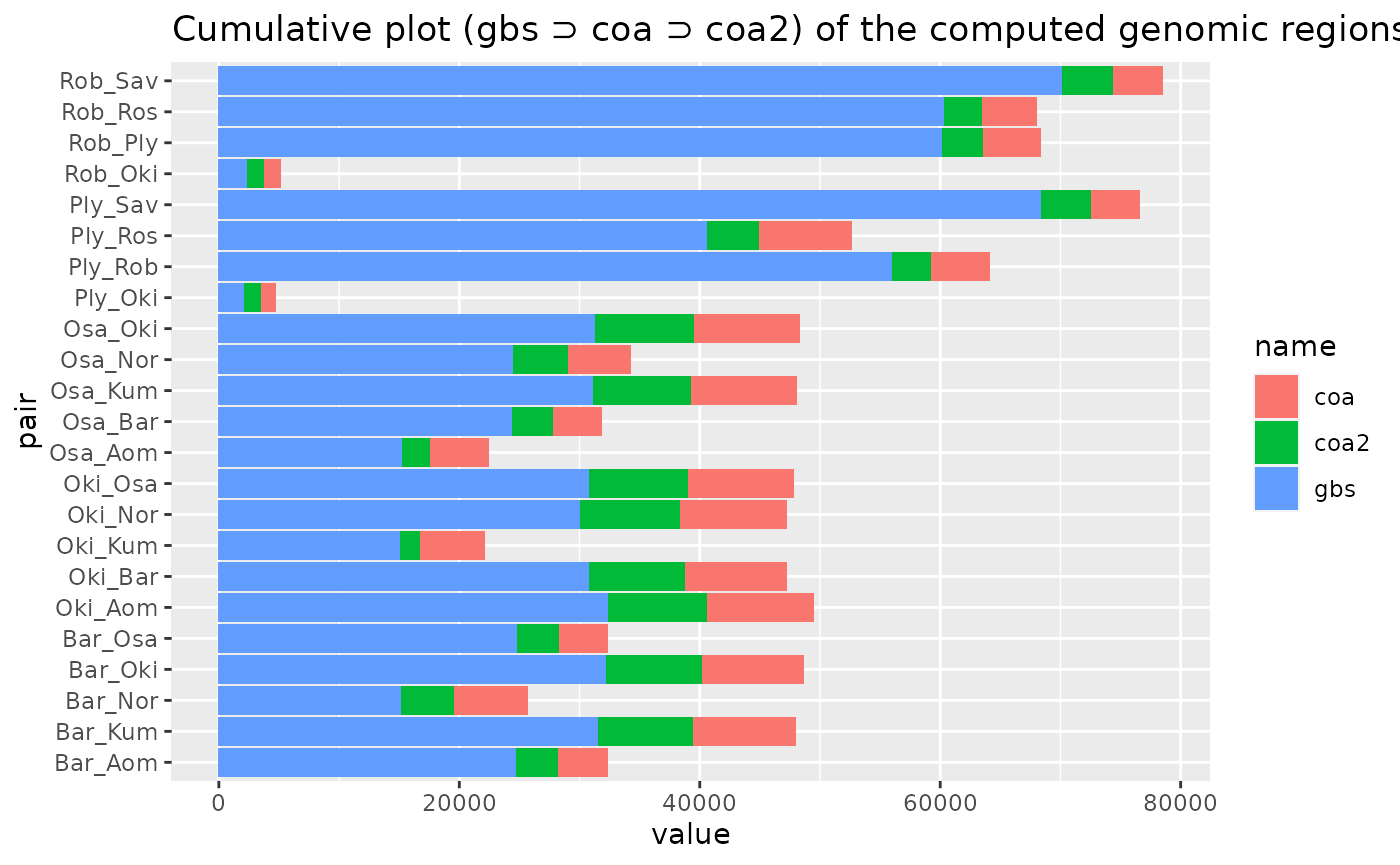 Cumulative plot (gbs ⊃ coa ⊃ coa2) of the computed genomic regions
Rob_Sav
Rob_Ros
Rob_Ply
Rob_Oki
Ply_Sav
Ply_Ros
Ply_Rob
Ply_Oki
Osa_Oki
Osa_Nor
Osa_Kum
Osa_Bar
Osa_Aom
Oki_Osa
Oki_Nor
Oki_Kum
Oki_Bar
Oki_Aom
Bar_Osa
Bar_Oki
Bar_Nor
Bar_Kum
Bar_Aom
pair
0 20000 40000 60000 80000
value
name
coa
coa2
gbs